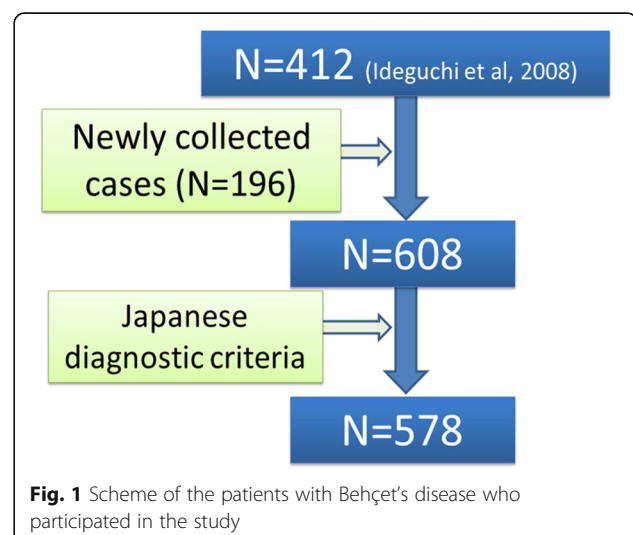 N=412 (Ideguchi et al, 2008)
Newly collected
cases (N=196)
N=608
Japanese
diagnostic criteria
N=578
Fig. 1 Scheme of the patients with Behçet’s disease who
participated in the study